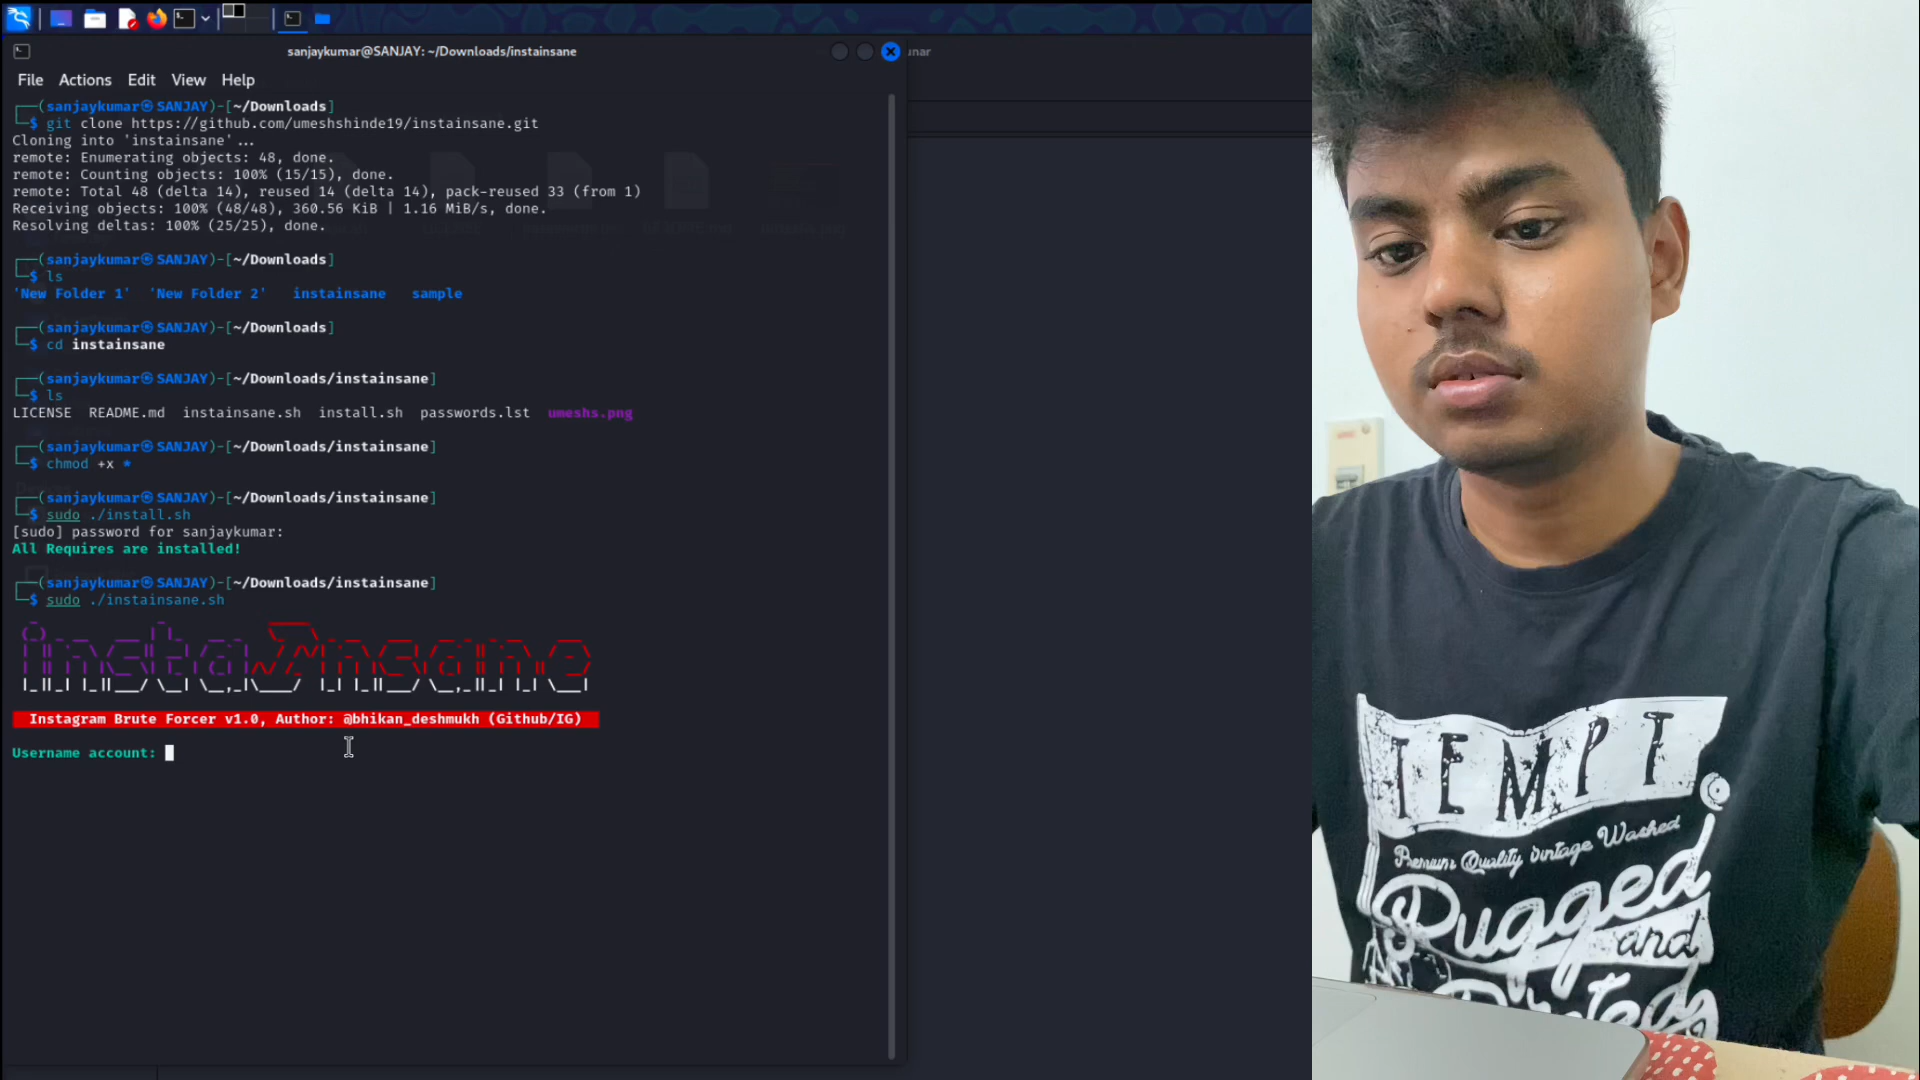 sanjaykumar@SANJAY: ~/Downloads/instainsane
File Actions Edit View Help
┌──(sanjaykumar㉿SANJAY)-[~/Downloads]
└─$ git clone https://github.com/umeshshinde19/instainsane.git
Cloning into 'instainsane'...
remote: Enumerating objects: 48, done.
remote: Counting objects: 100% (15/15), done.
remote: Total 48 (delta 14), reused 14 (delta 14), pack-reused 33 (from 1)
Receiving objects: 100% (48/48), 360.56 KiB | 1.16 MiB/s, done.
Resolving deltas: 100% (25/25), done.
┌──(sanjaykumar㉿SANJAY)-[~/Downloads]
└─$ ls
'New Folder 1' 'New Folder 2' instainsane sample
┌──(sanjaykumar㉿SANJAY)-[~/Downloads]
└─$ cd instainsane
┌──(sanjaykumar㉿SANJAY)-[~/Downloads/instainsane]
└─$ ls
LICENSE README.md instainsane.sh install.sh passwords.lst umeshs.png
┌──(sanjaykumar㉿SANJAY)-[~/Downloads/instainsane]
└─$ chmod +x *
┌──(sanjaykumar㉿SANJAY)-[~/Downloads/instainsane]
└─$ sudo ./install.sh
[sudo] password for sanjaykumar:
All Requires are installed!
┌──(sanjaykumar㉿SANJAY)-[~/Downloads/instainsane]
└─$ sudo ./instainsane.sh
instaInsane
Instagram Brute Forcer v1.0, Author: @bhikan_deshmukh (Github/IG)
Username account:
TEMPT
Premium Quality Vintage Washed
Rugged
and